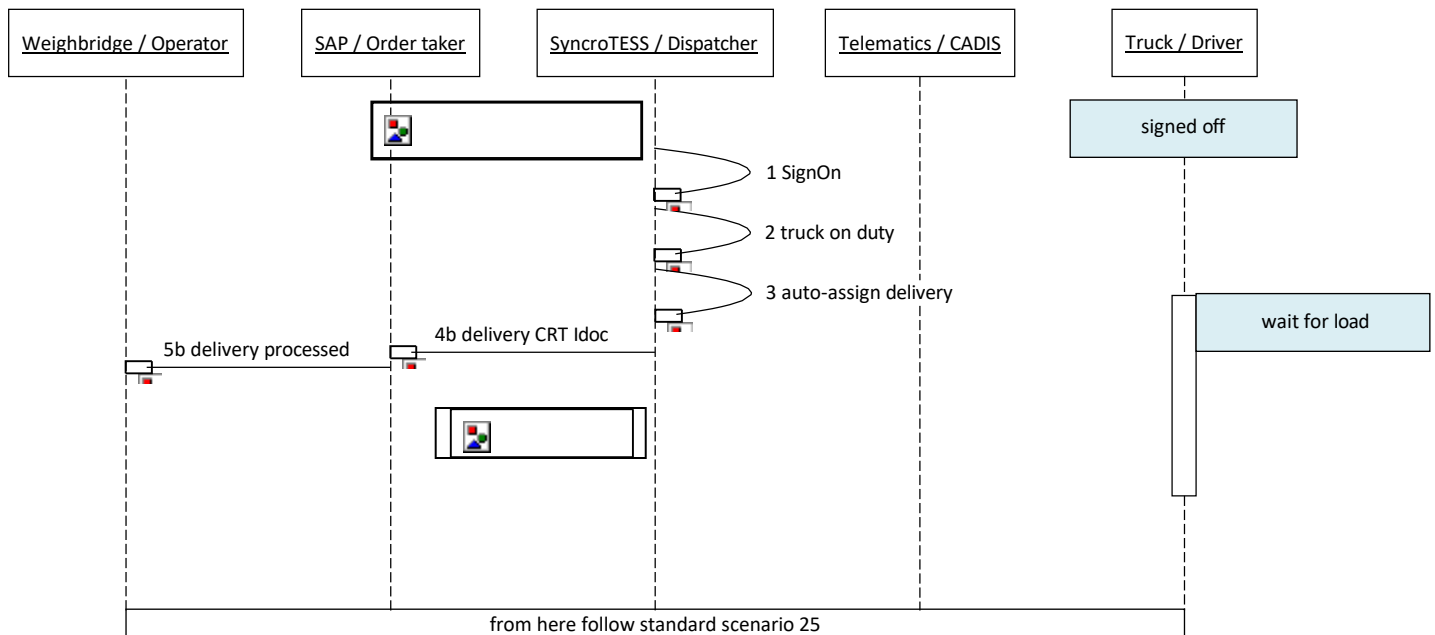 Weighbridge / Operator
SAP / Order taker
SyncroTESS / Dispatcher
Telematics / CADIS
Truck / Driver
signed off
1 SignOn
2 truck on duty
3 auto-assign delivery
wait for load
4b delivery CRT Idoc
5b delivery processed
from here follow standard scenario 25